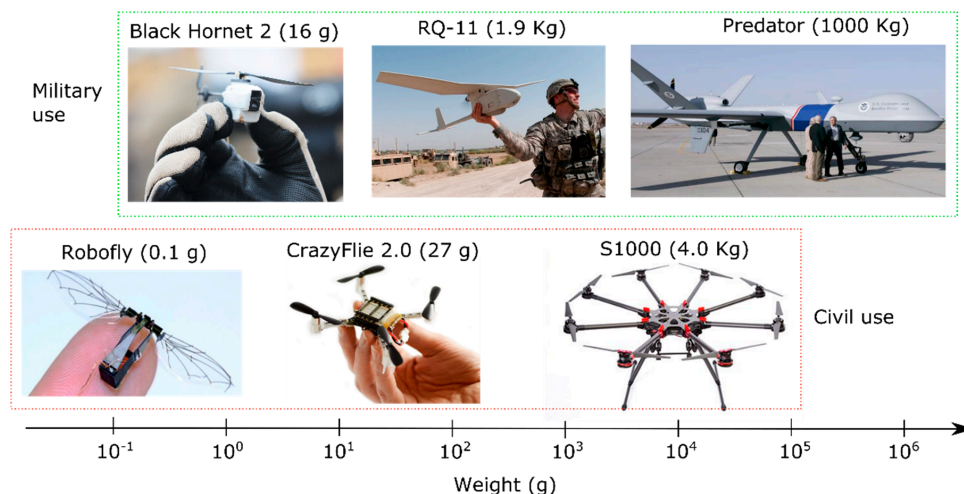 Black Hornet 2 (16 g)
RQ-11 (1.9 Kg)
Predator (1000 Kg)
Military
use
Robofly (0.1 g)
CrazyFlie 2.0 (27 g)
S1000 (4.0 Kg)
Civil use
10⁻¹
10⁰
10¹
10²
10³
10⁴
10⁵
10⁶
Weight (g)